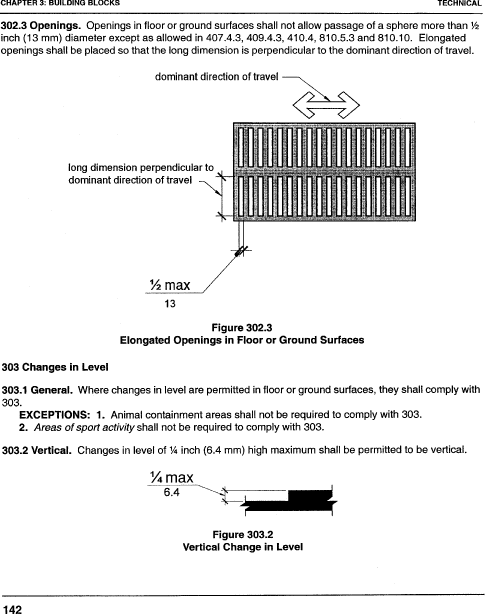 CHAPTER 3: BUILDING BLOCKS TECHNICAL
302.3 Openings. Openings in floor or ground surfaces shall not allow passage of a sphere more than ½
inch (13 mm) diameter except as allowed in 407.4.3, 409.4.3, 410.4, 810.5.3 and 810.10. Elongated
openings shall be placed so that the long dimension is perpendicular to the dominant direction of travel.
dominant direction of travel
long dimension perpendicular to
dominant direction of travel
½ max
13
Figure 302.3
Elongated Openings in Floor or Ground Surfaces
303 Changes in Level
303.1 General. Where changes in level are permitted in floor or ground surfaces, they shall comply with
303.
EXCEPTIONS: 1. Animal containment areas shall not be required to comply with 303.
2. Areas of sport activity shall not be required to comply with 303.
303.2 Vertical. Changes in level of ¼ inch (6.4 mm) high maximum shall be permitted to be vertical.
¼ max
6.4
Figure 303.2
Vertical Change in Level
142